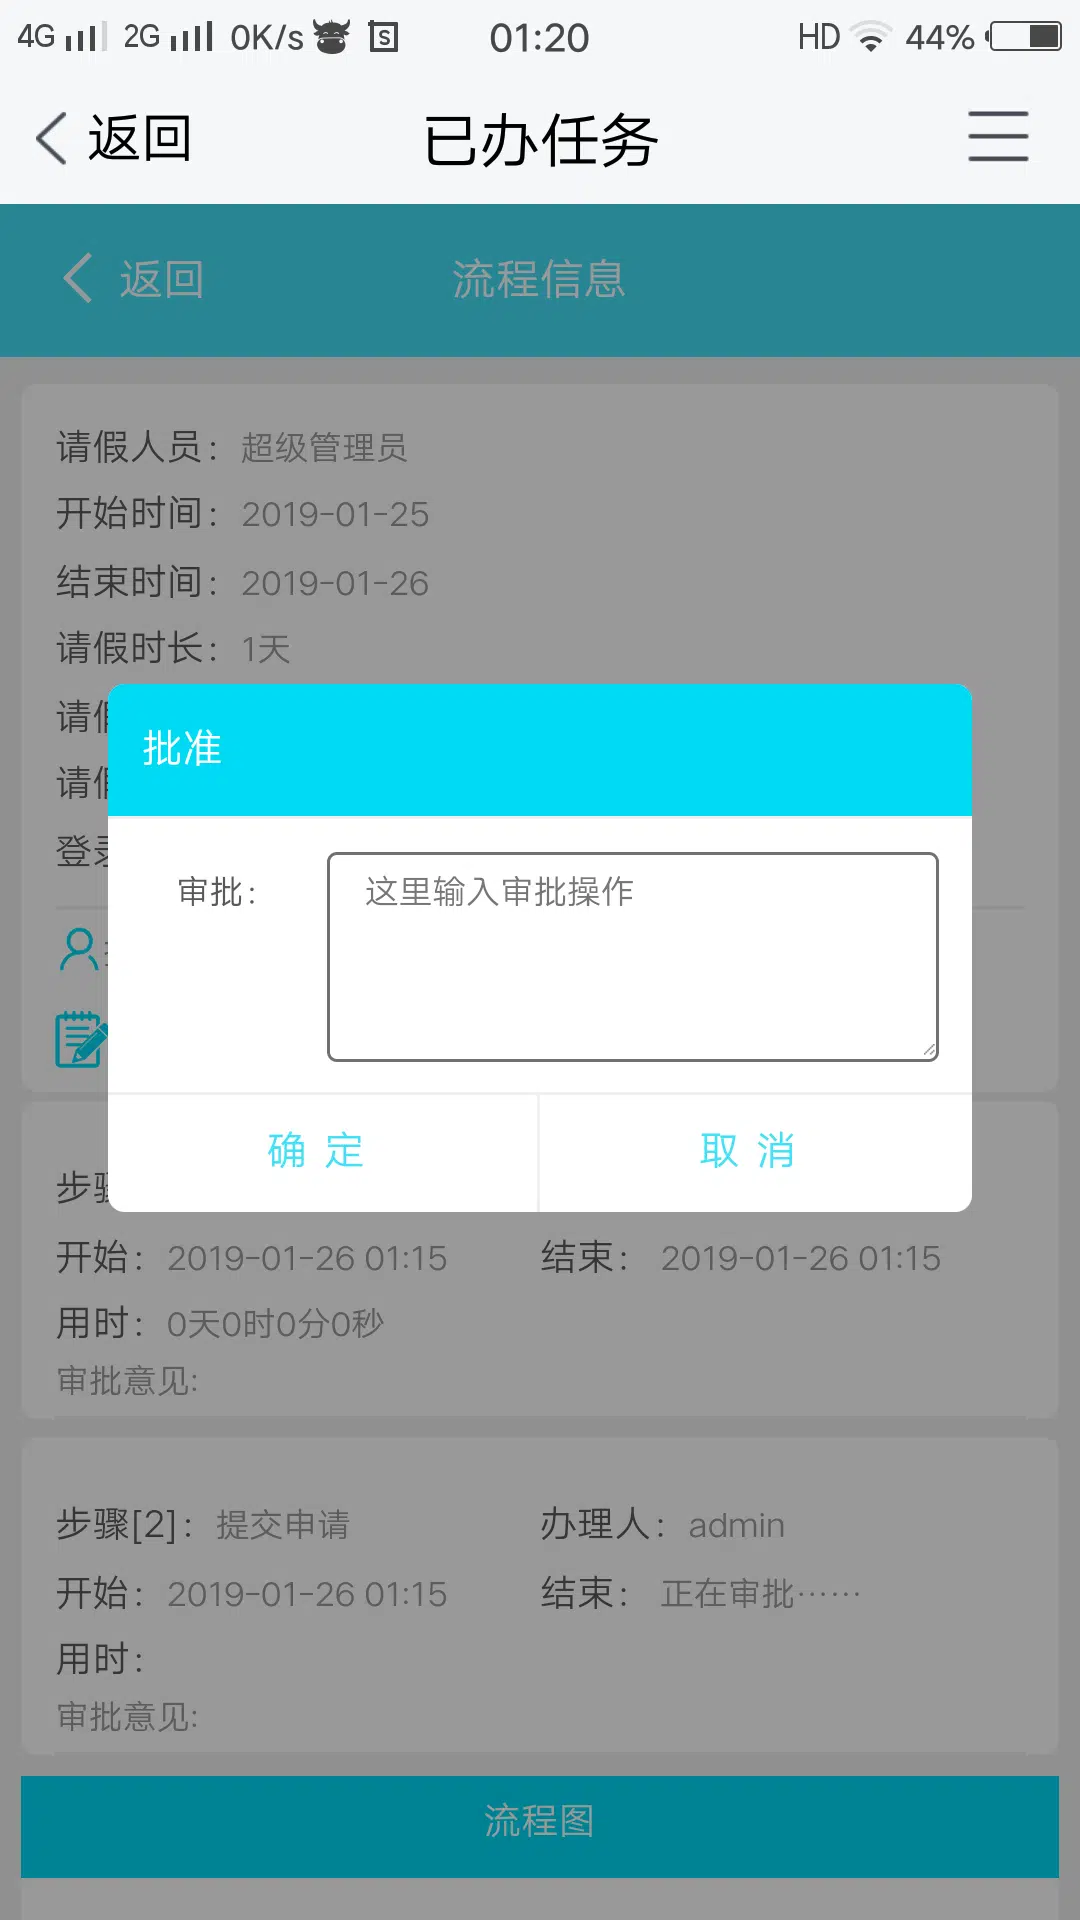 4G 2G 0K/s S 01:20 HD 44%
返回 已办任务
返回 流程信息
请假人员： 超级管理员
开始时间： 2019-01-25
结束时间： 2019-01-26
请假时长： 1天
请
请
登
批准
审批： 这里输入审批操作
确 定 取 消
步
开始： 2019-01-26 01:15 结束： 2019-01-26 01:15
用时： 0天0时0分0秒
审批意见:
步骤[2]： 提交申请 办理人： admin
开始： 2019-01-26 01:15 结束： 正在审批······
用时：
审批意见:
流程图